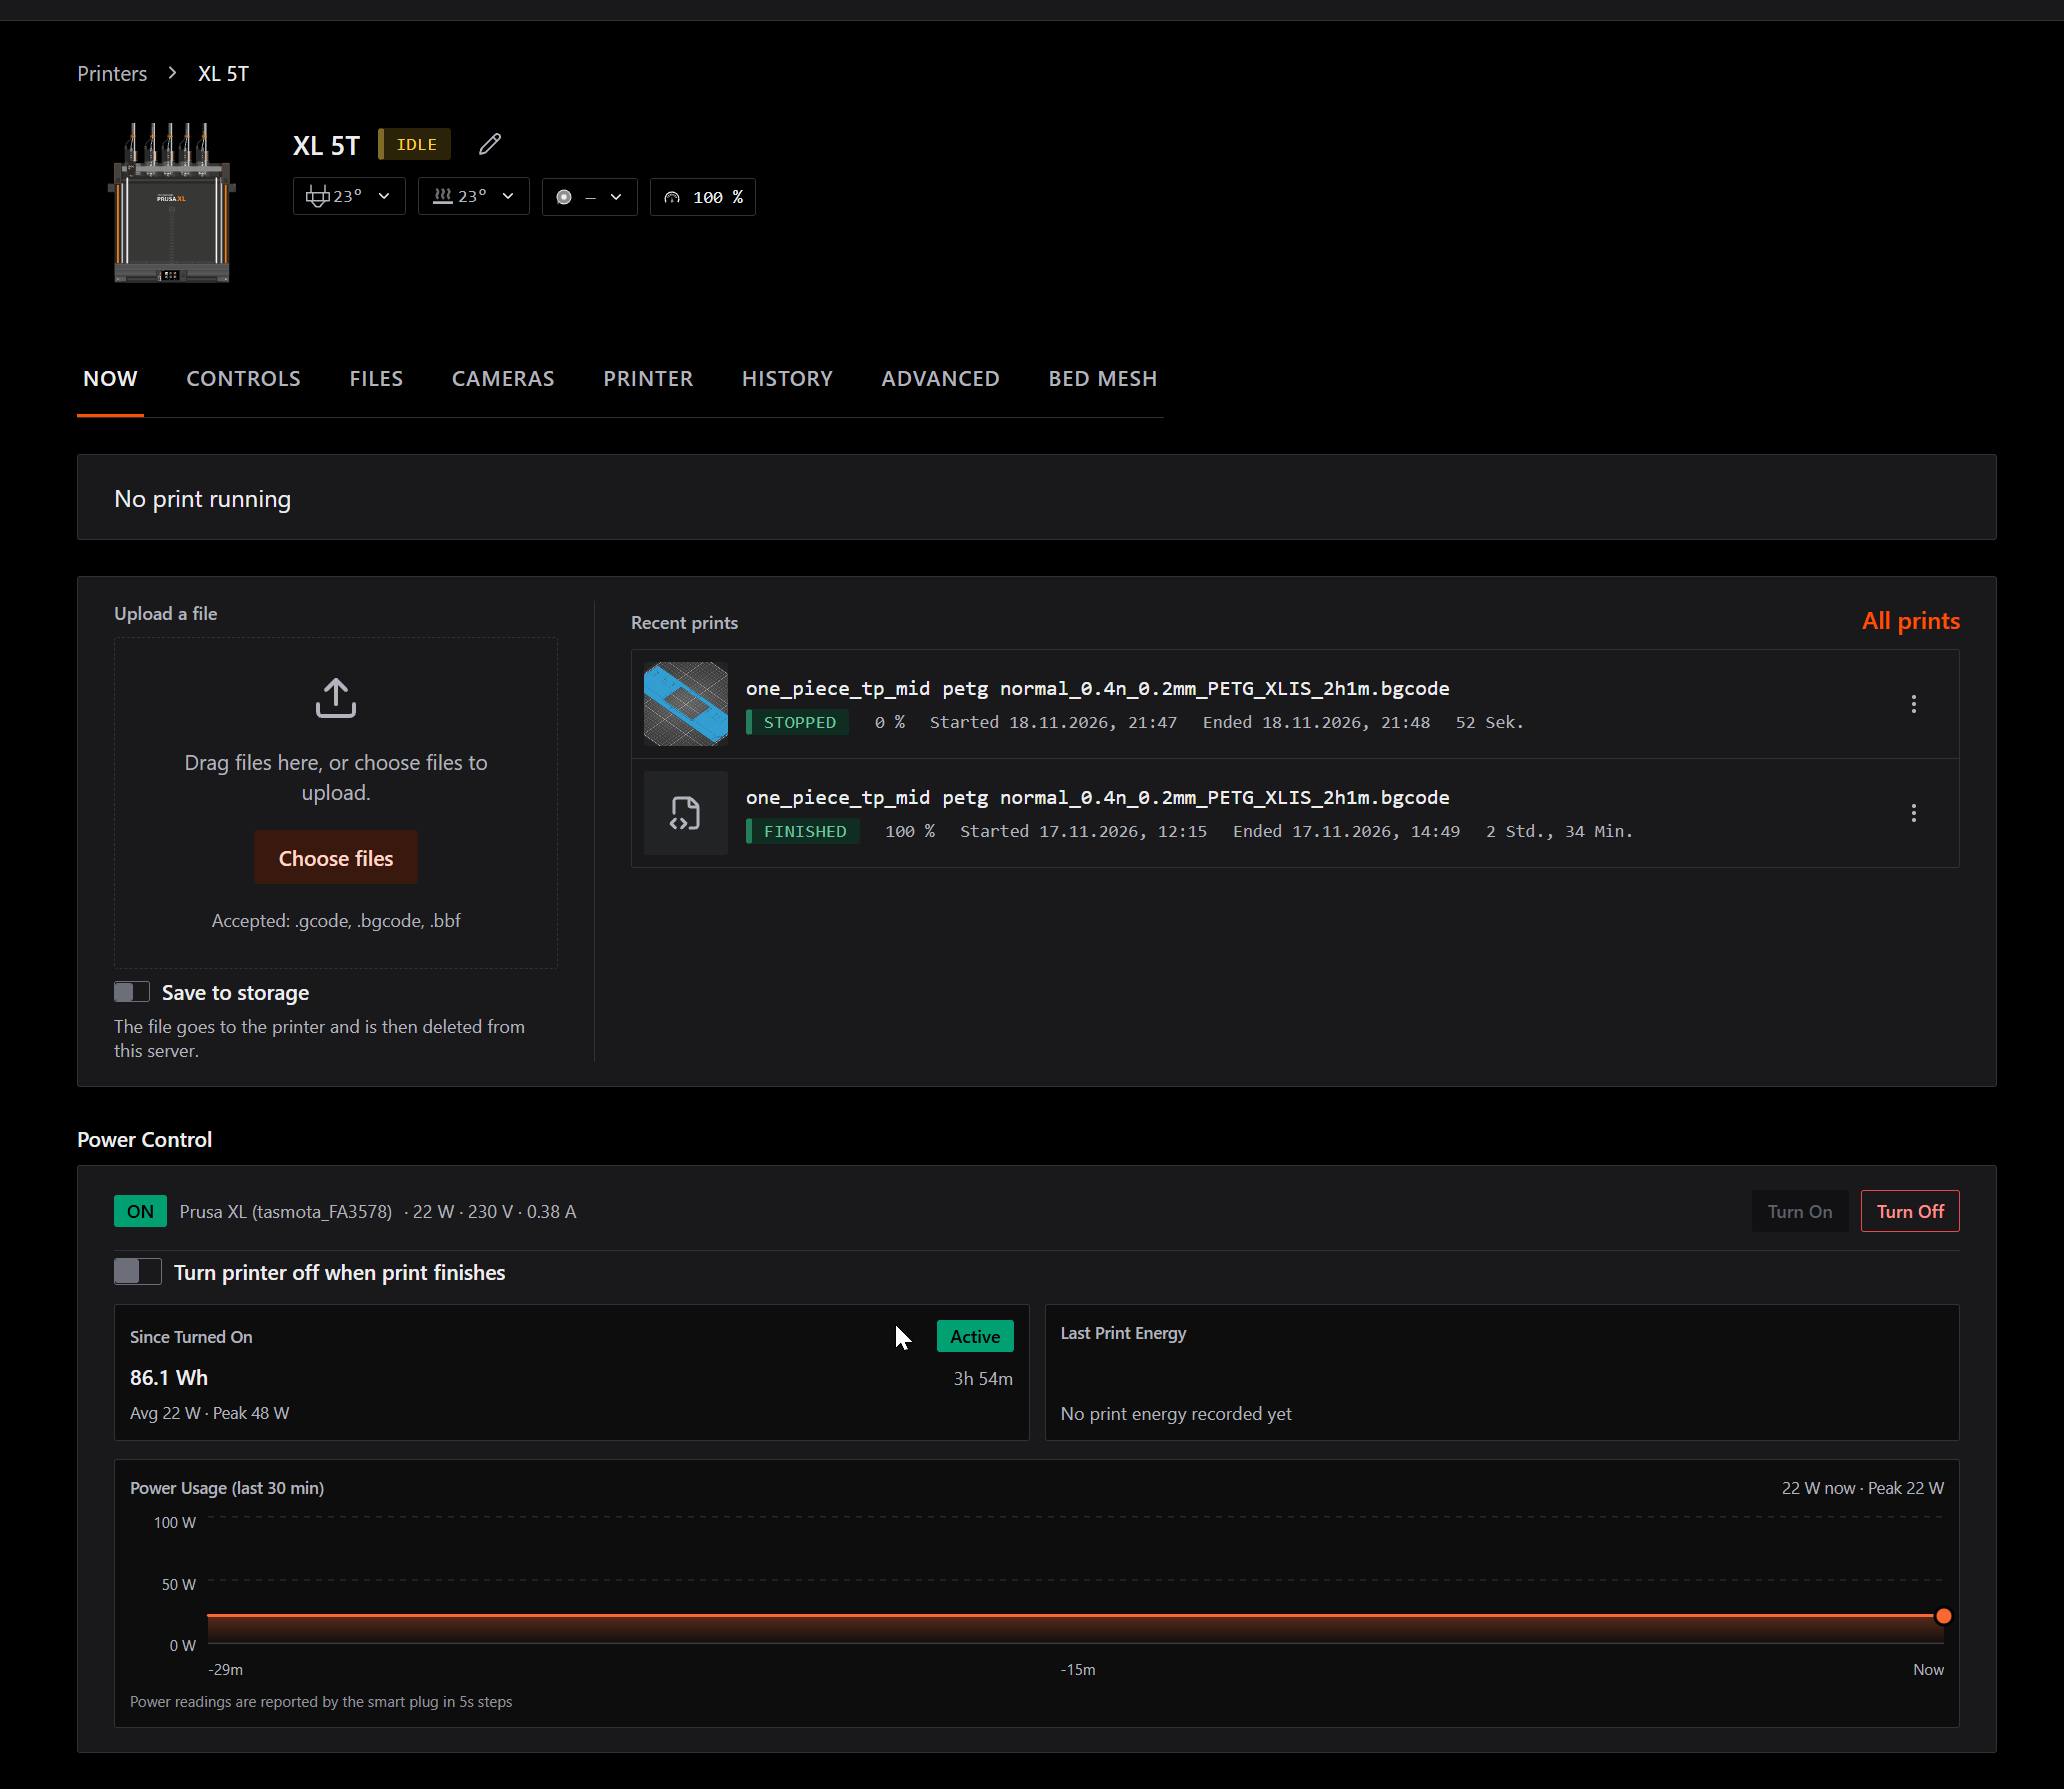 Printers > XL 5T
XL 5T IDLE
23° 23° – 100 %
PRUSA XL
NOW CONTROLS FILES CAMERAS PRINTER HISTORY ADVANCED BED MESH
No print running
Upload a file
Drag files here, or choose files to
upload.
Choose files
Accepted: .gcode, .bgcode, .bbf
Save to storage
The file goes to the printer and is then deleted from
this server.
Recent prints All prints
one_piece_tp_mid petg normal_0.4n_0.2mm_PETG_XLIS_2h1m.bgcode
STOPPED 0 % Started 18.11.2026, 21:47 Ended 18.11.2026, 21:48 52 Sek.
one_piece_tp_mid petg normal_0.4n_0.2mm_PETG_XLIS_2h1m.bgcode
FINISHED 100 % Started 17.11.2026, 12:15 Ended 17.11.2026, 14:49 2 Std., 34 Min.
Power Control
ON Prusa XL (tasmota_FA3578) · 22 W · 230 V · 0.38 A Turn On Turn Off
Turn printer off when print finishes
Since Turned On Active
86.1 Wh 3h 54m
Avg 22 W · Peak 48 W
Last Print Energy
No print energy recorded yet
Power Usage (last 30 min) 22 W now · Peak 22 W
100 W
50 W
0 W
-29m -15m Now
Power readings are reported by the smart plug in 5s steps